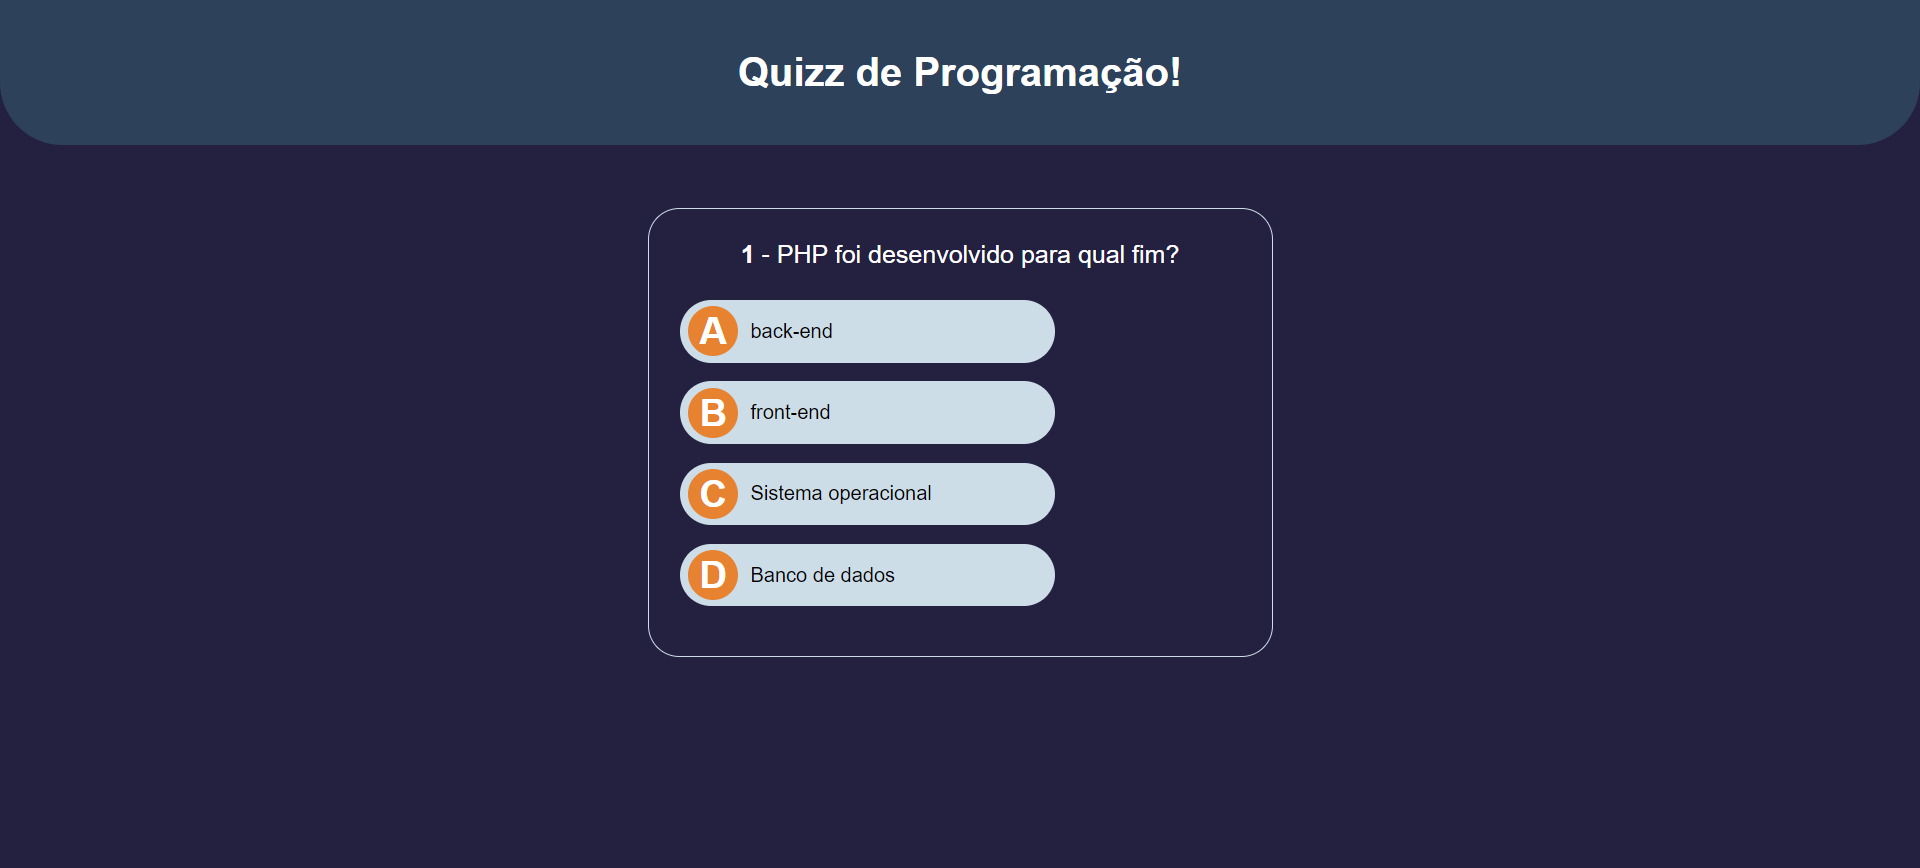 Quizz de Programação!
1 - PHP foi desenvolvido para qual fim?
A back-end
B front-end
C Sistema operacional
D Banco de dados